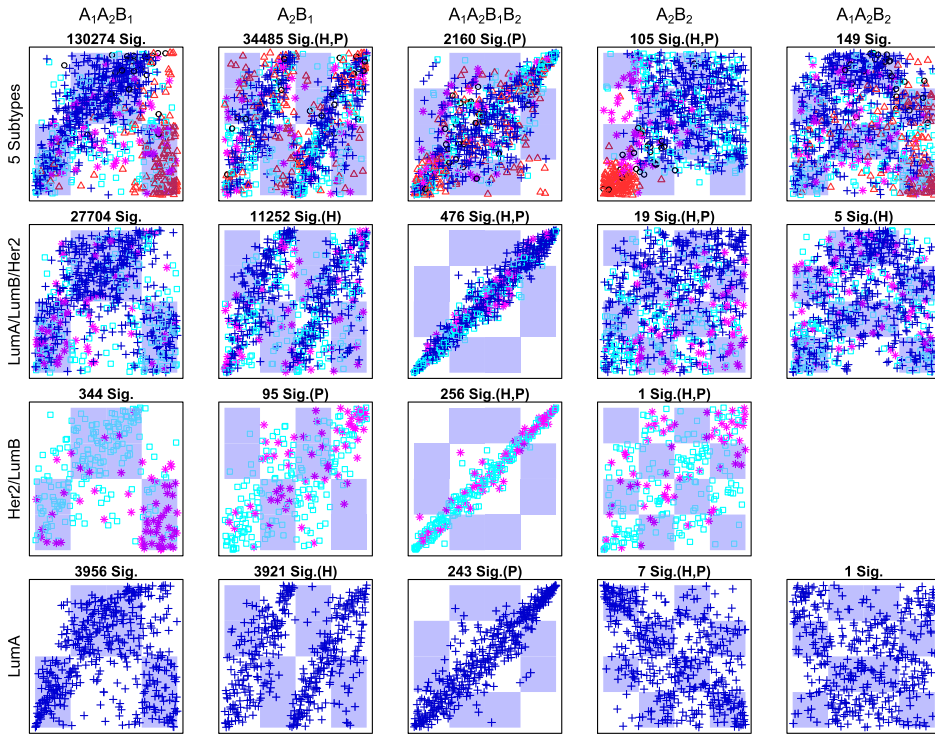 A₁A₂B₁ A₂B₁ A₁A₂B₁B₂ A₂B₂ A₁A₂B₂
130274 Sig. 34485 Sig.(H,P) 2160 Sig.(P) 105 Sig.(H,P) 149 Sig.
5 Subtypes
27704 Sig. 11252 Sig.(H) 476 Sig.(H,P) 19 Sig.(H,P) 5 Sig.(H)
LumA/LumB/Her2
344 Sig. 95 Sig.(P) 256 Sig.(H,P) 1 Sig.(H,P)
Her2/LumB
3956 Sig. 3921 Sig.(H) 243 Sig.(P) 7 Sig.(H,P) 1 Sig.
LumA